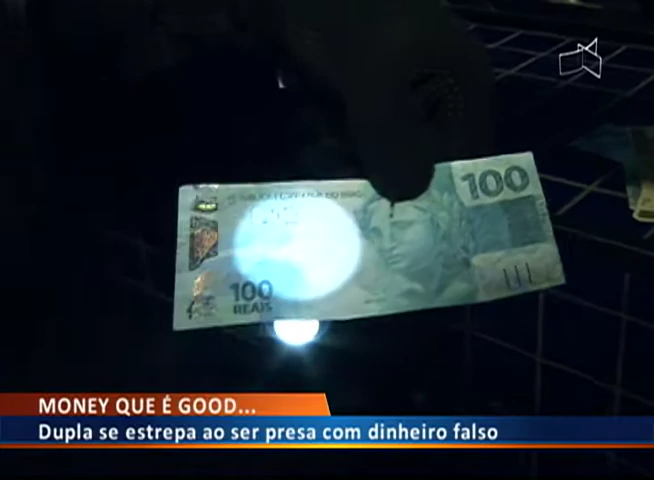 100
100
REAIS
MONEY QUE É GOOD...
Dupla se estrepa ao ser presa com dinheiro falso